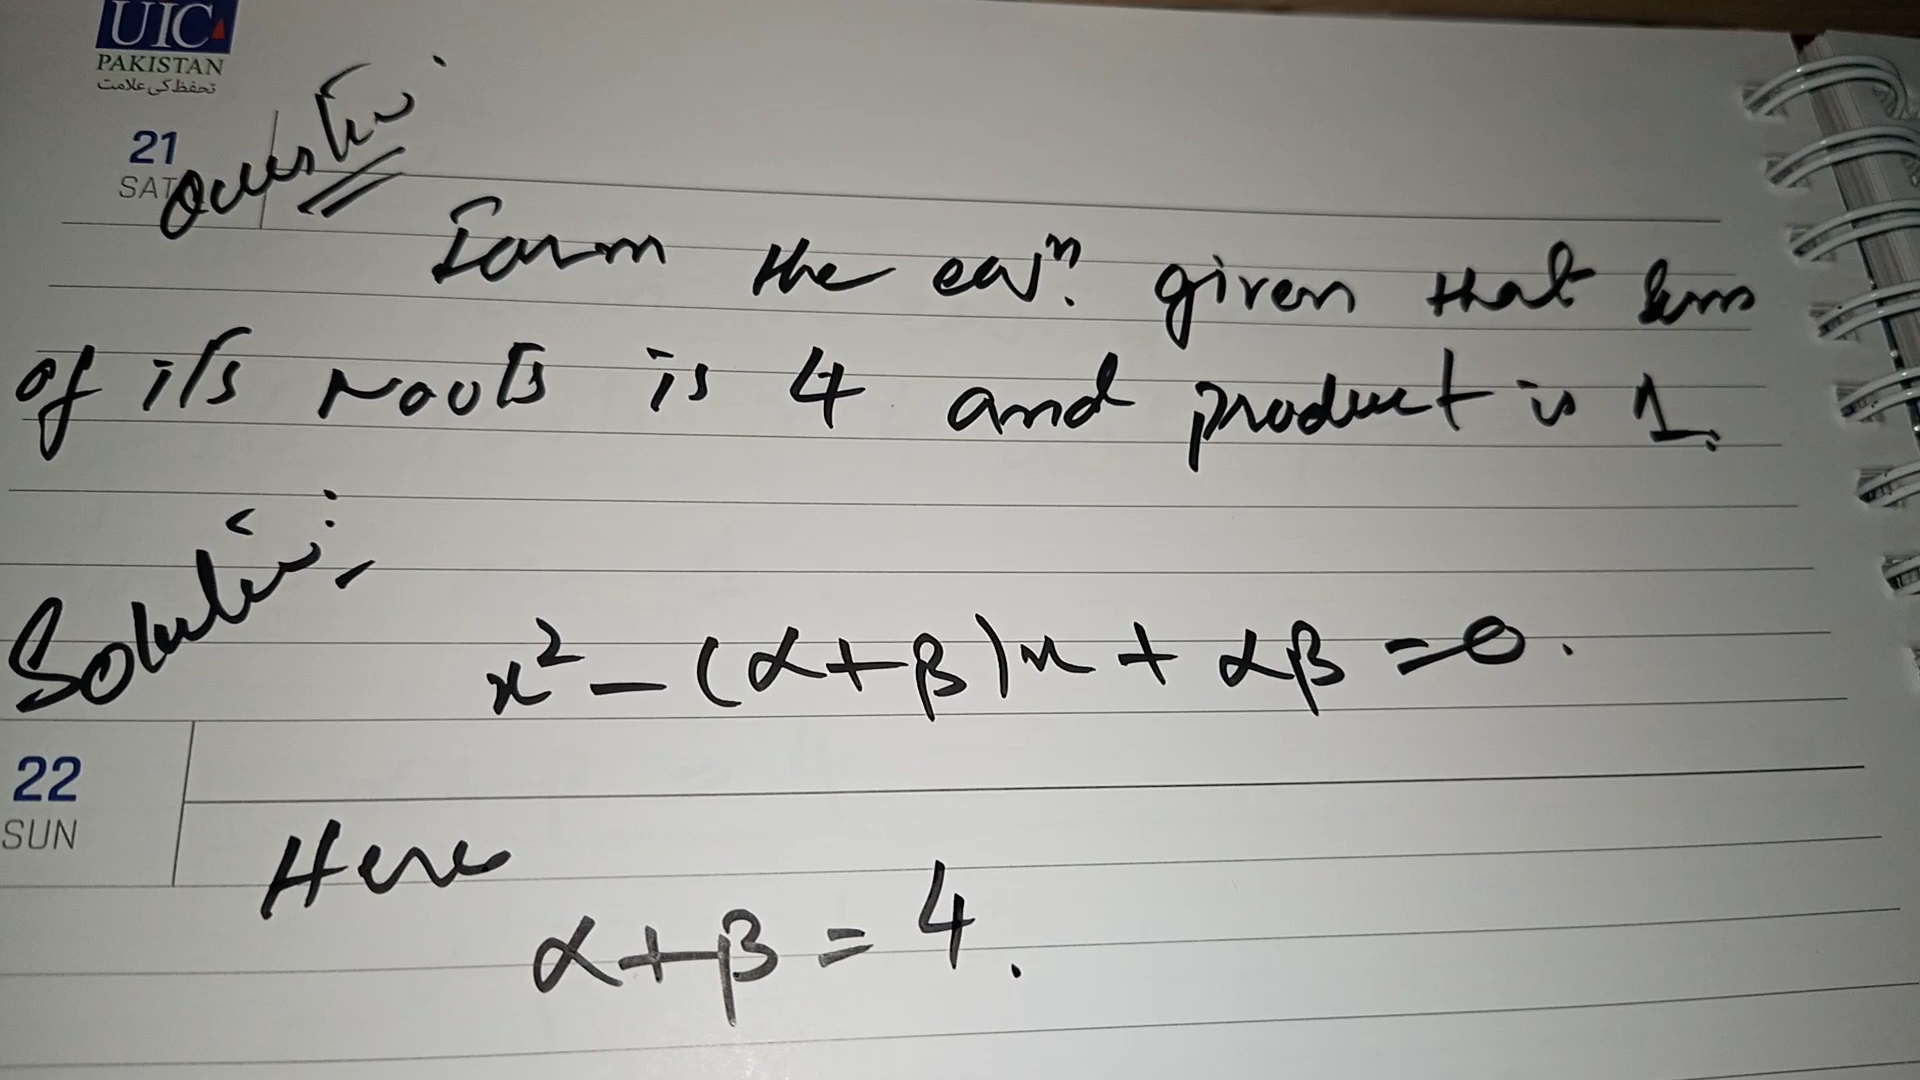 UIC
PAKISTAN
تحفظ کی علامت
21
SAT
Question:
Form the eqn. given that sum
of its roots is 4 and product is 1.
Solution:-
x² - (α+β)x + αβ = 0.
22
SUN
Here
α+β = 4.